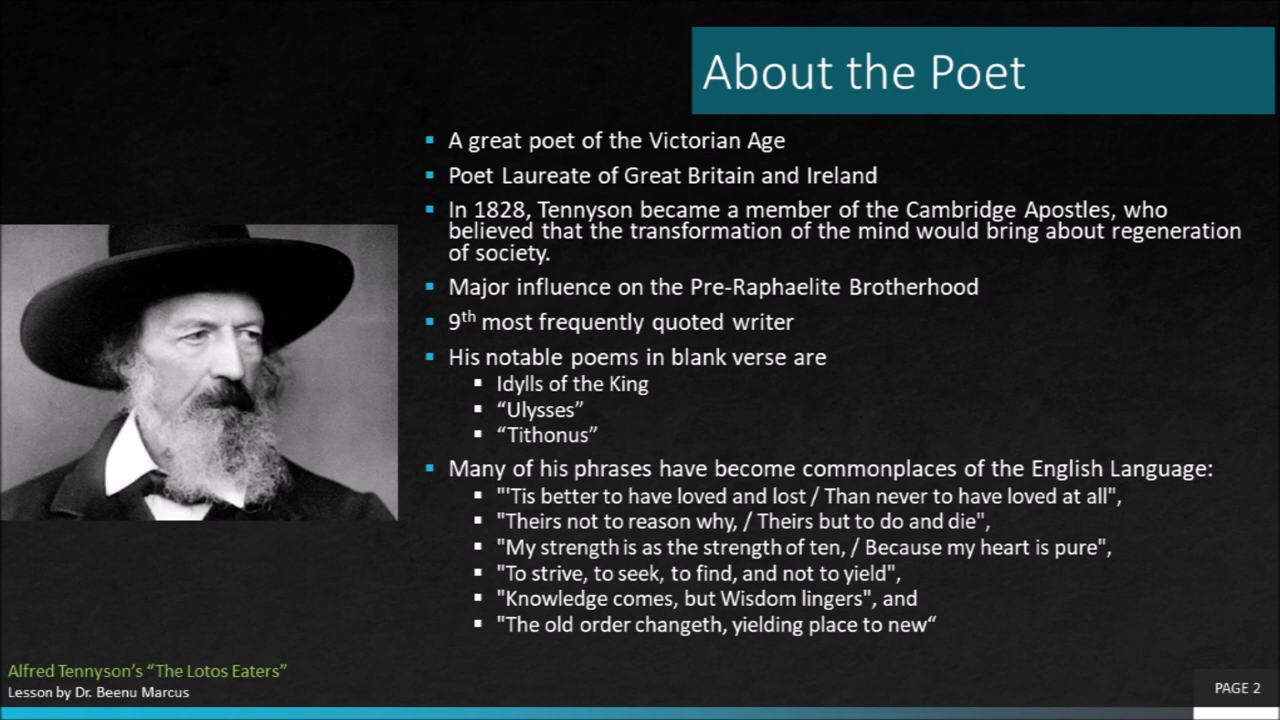 About the Poet
A great poet of the Victorian Age
Poet Laureate of Great Britain and Ireland
In 1828, Tennyson became a member of the Cambridge Apostles, who
believed that the transformation of the mind would bring about regeneration
of society.
Major influence on the Pre-Raphaelite Brotherhood
9th most frequently quoted writer
His notable poems in blank verse are
Idylls of the King
“Ulysses”
“Tithonus”
Many of his phrases have become commonplaces of the English Language:
"'Tis better to have loved and lost / Than never to have loved at all",
"Theirs not to reason why, / Theirs but to do and die",
"My strength is as the strength of ten, / Because my heart is pure",
"To strive, to seek, to find, and not to yield",
"Knowledge comes, but Wisdom lingers", and
"The old order changeth, yielding place to new“
Alfred Tennyson’s “The Lotos Eaters”
Lesson by Dr. Beenu Marcus
PAGE 2